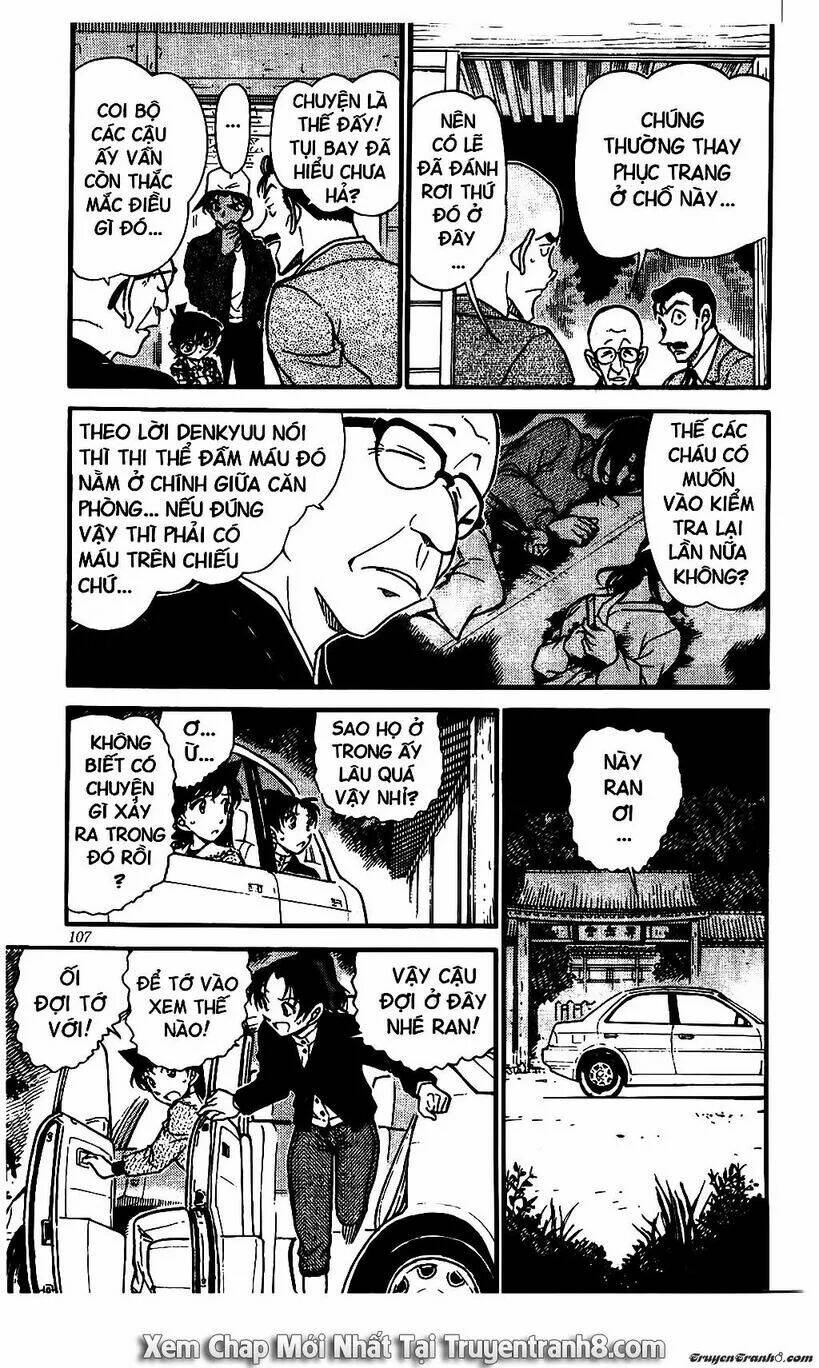 CHÚNG
THƯỜNG THAY
PHỤC TRANG
Ở CHỖ NÀY...
NÊN
CÓ LẼ
ĐÃ ĐÁNH
RƠI THỨ
ĐÓ Ở
ĐÂY
...
CHUYỆN LÀ
THẾ ĐẤY!
TỤI BAY ĐÃ
HIỂU CHƯA
HẢ?
...
COI BỘ
CÁC CẬU
ẤY VẪN
CÒN THẮC
MẮC ĐIỀU
GÌ ĐÓ...
THẾ CÁC
CHÁU CÓ
MUỐN
VÀO KIỂM
TRA LẠI
LẦN NỮA
KHÔNG?
THEO LỜI DENKYUU NÓI
THÌ THI THỂ ĐẪM MÁU ĐÓ
NẰM Ở CHÍNH GIỮA CĂN
PHÒNG... NẾU ĐÚNG
VẬY THÌ PHẢI CÓ
MÁU TRÊN CHIẾU
CHỨ...
NÀY
RAN
ƠI
...
SAO HỌ Ở
TRONG ẤY
LÂU QUÁ
VẬY NHỈ?
Ơ...
Ừ...
KHÔNG
BIẾT CÓ
CHUYỆN
GÌ XẢY
RA TRONG
ĐÓ RỒI
?
107
VẬY CẬU
ĐỢI Ở ĐÂY
NHÉ RAN!
ĐỂ TỚ VÀO
XEM THẾ
NÀO!
ỐI
ĐỢI TỚ
VỚI!
Xem Chap Mới Nhất Tại Truyentranh8.com
TruyenTranh8.com